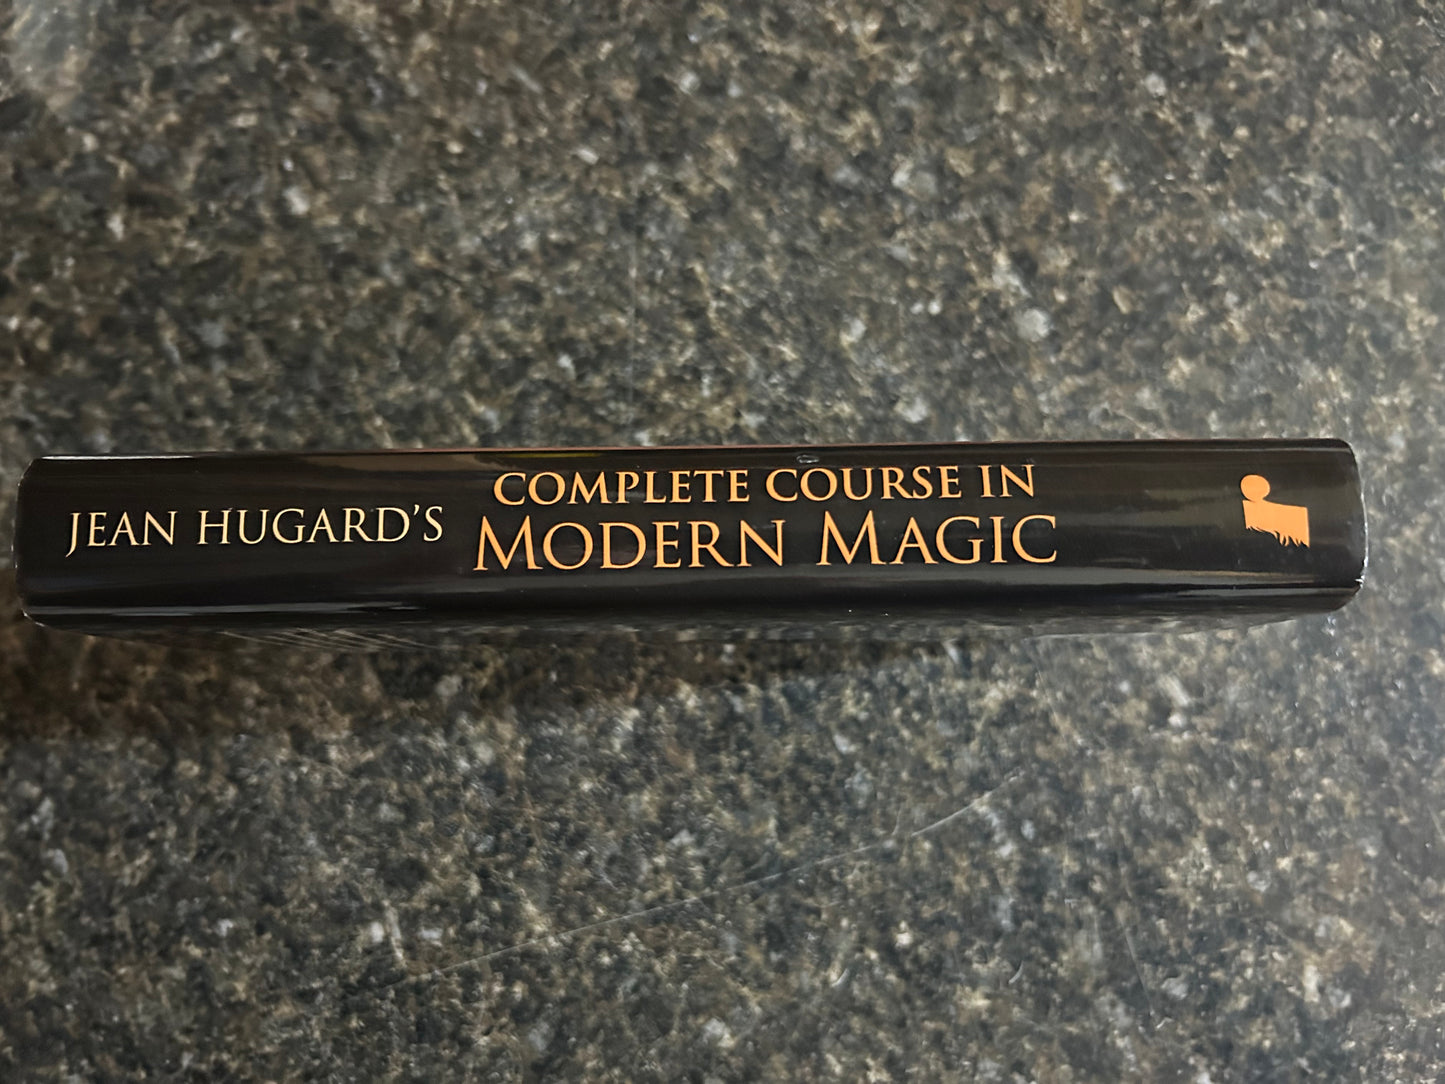 JEAN HUGARD'S
COMPLETE COURSE IN
MODERN MAGIC